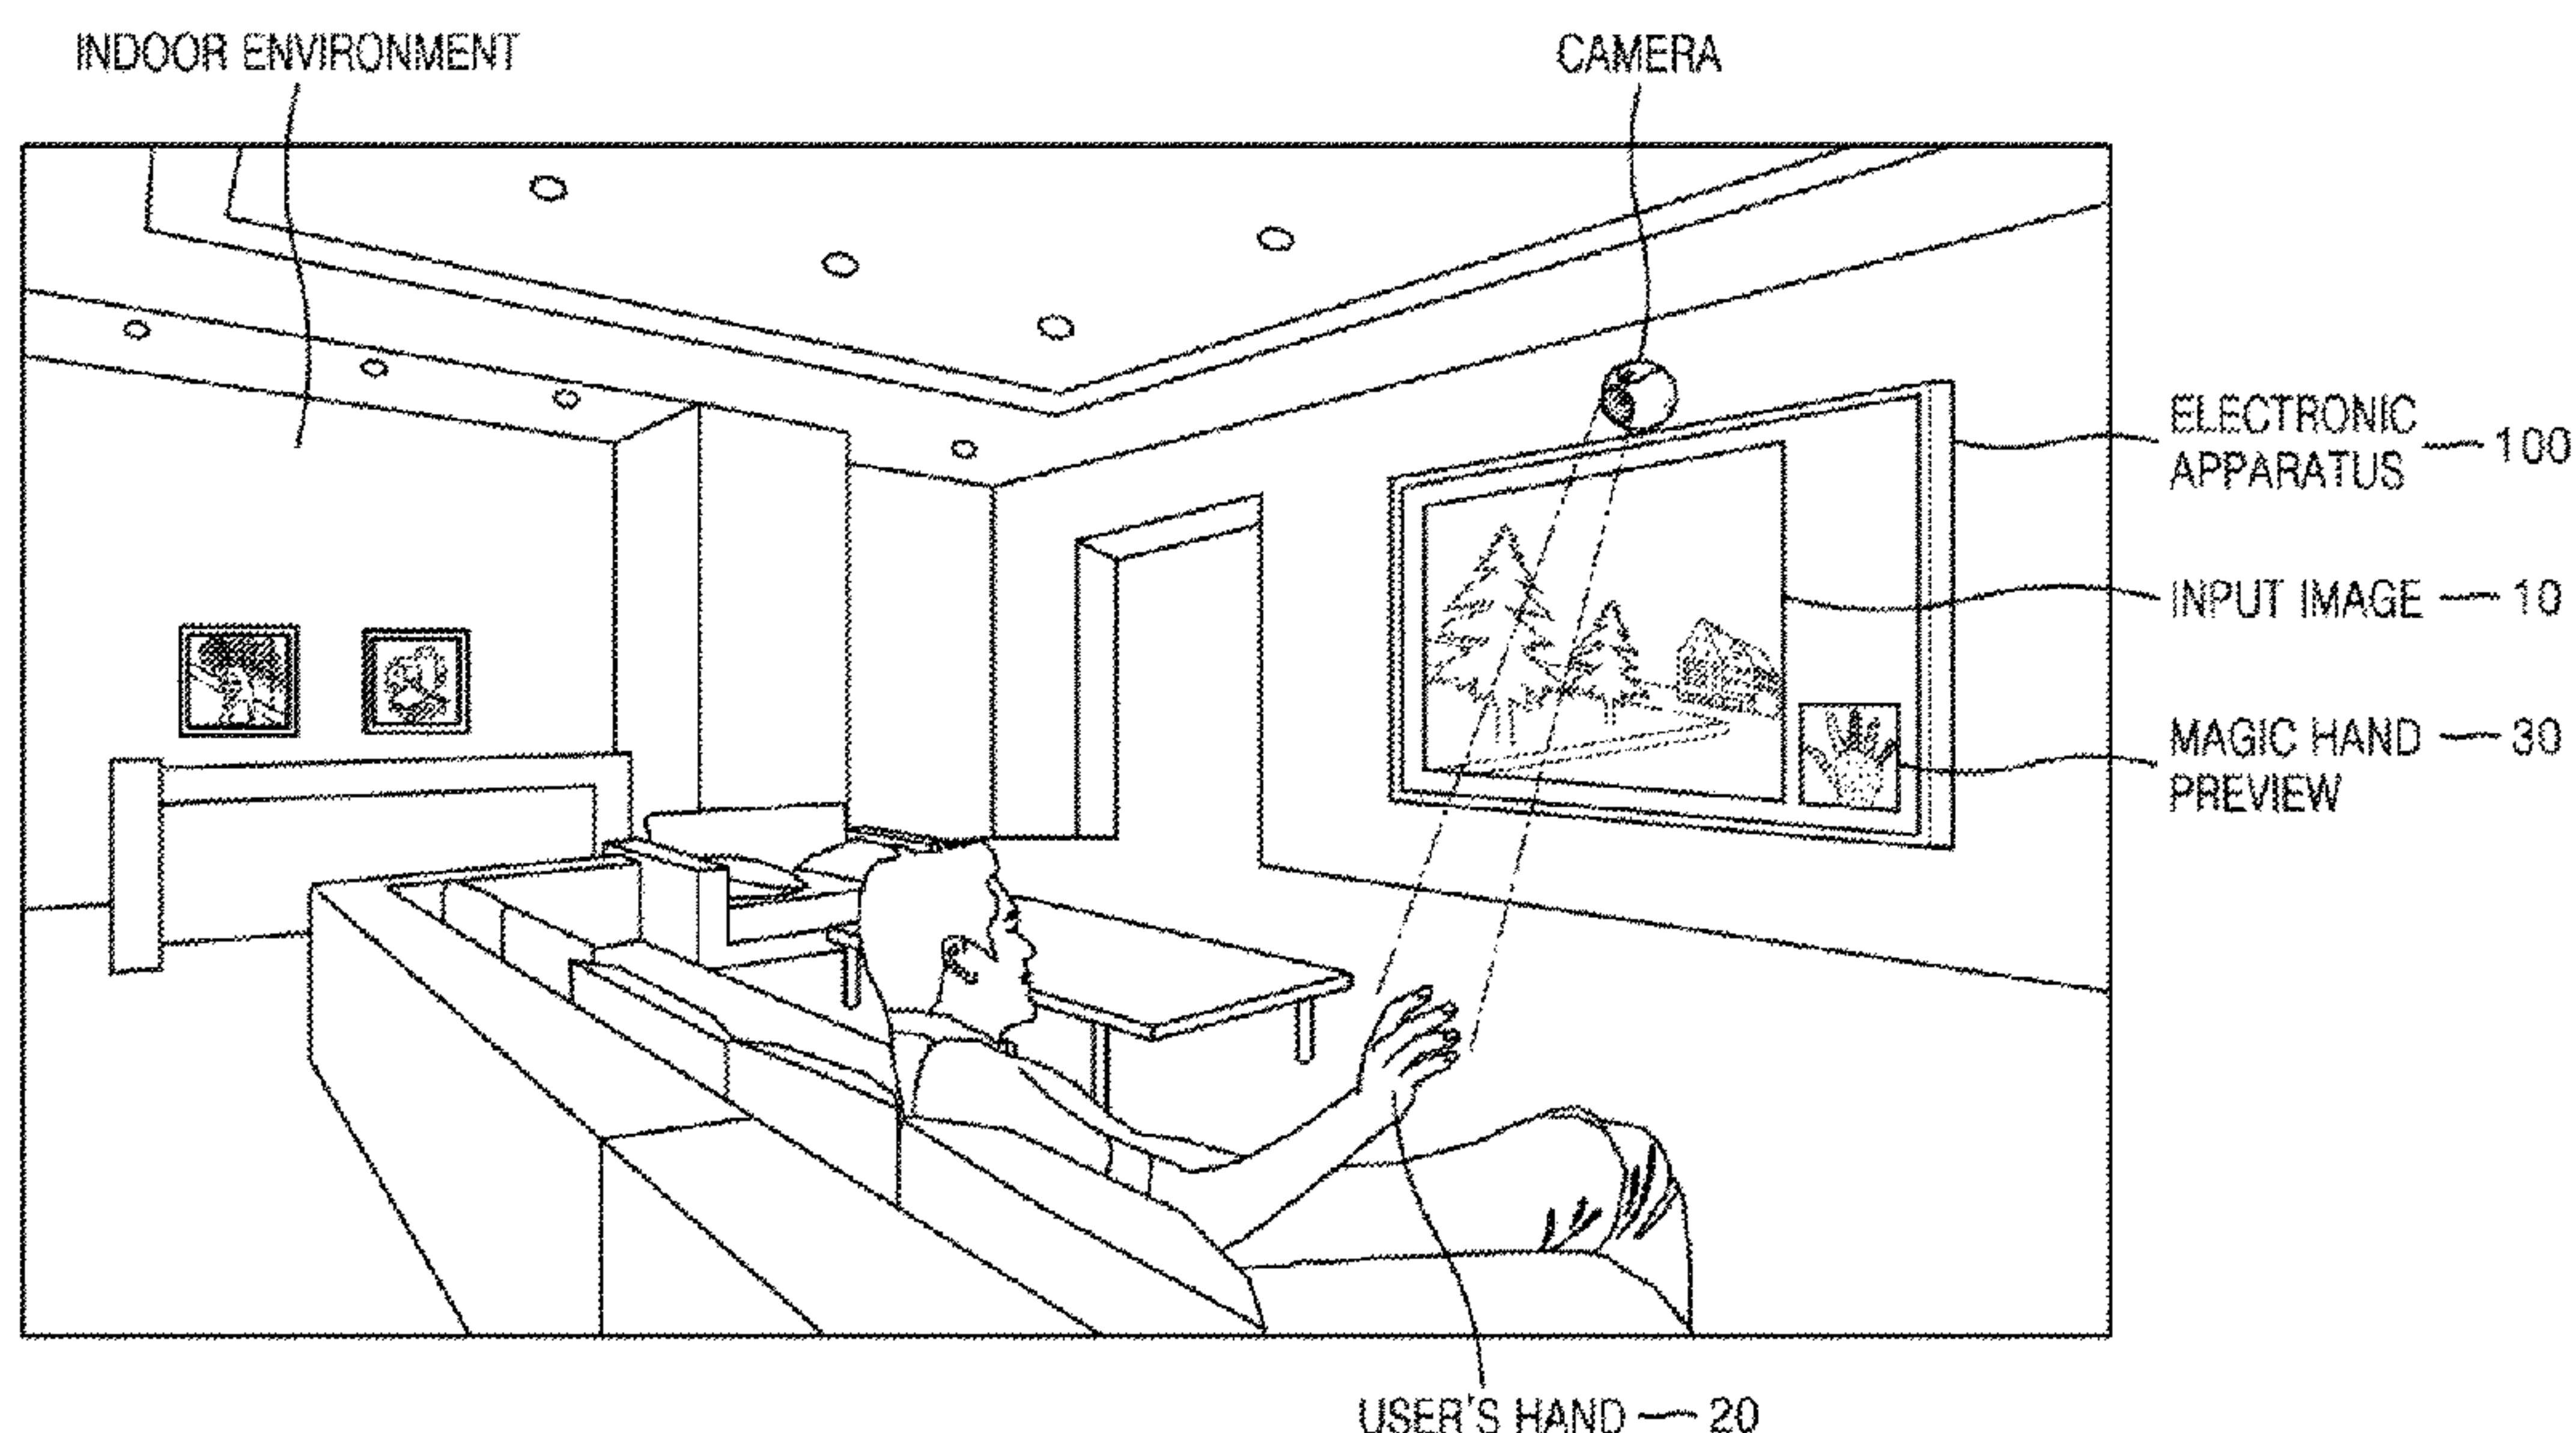 INDOOR ENVIRONMENT
CAMERA
ELECTRONIC
APPARATUS — 100
INPUT IMAGE — 10
MAGIC HAND — 30
PREVIEW
USER'S HAND — 20